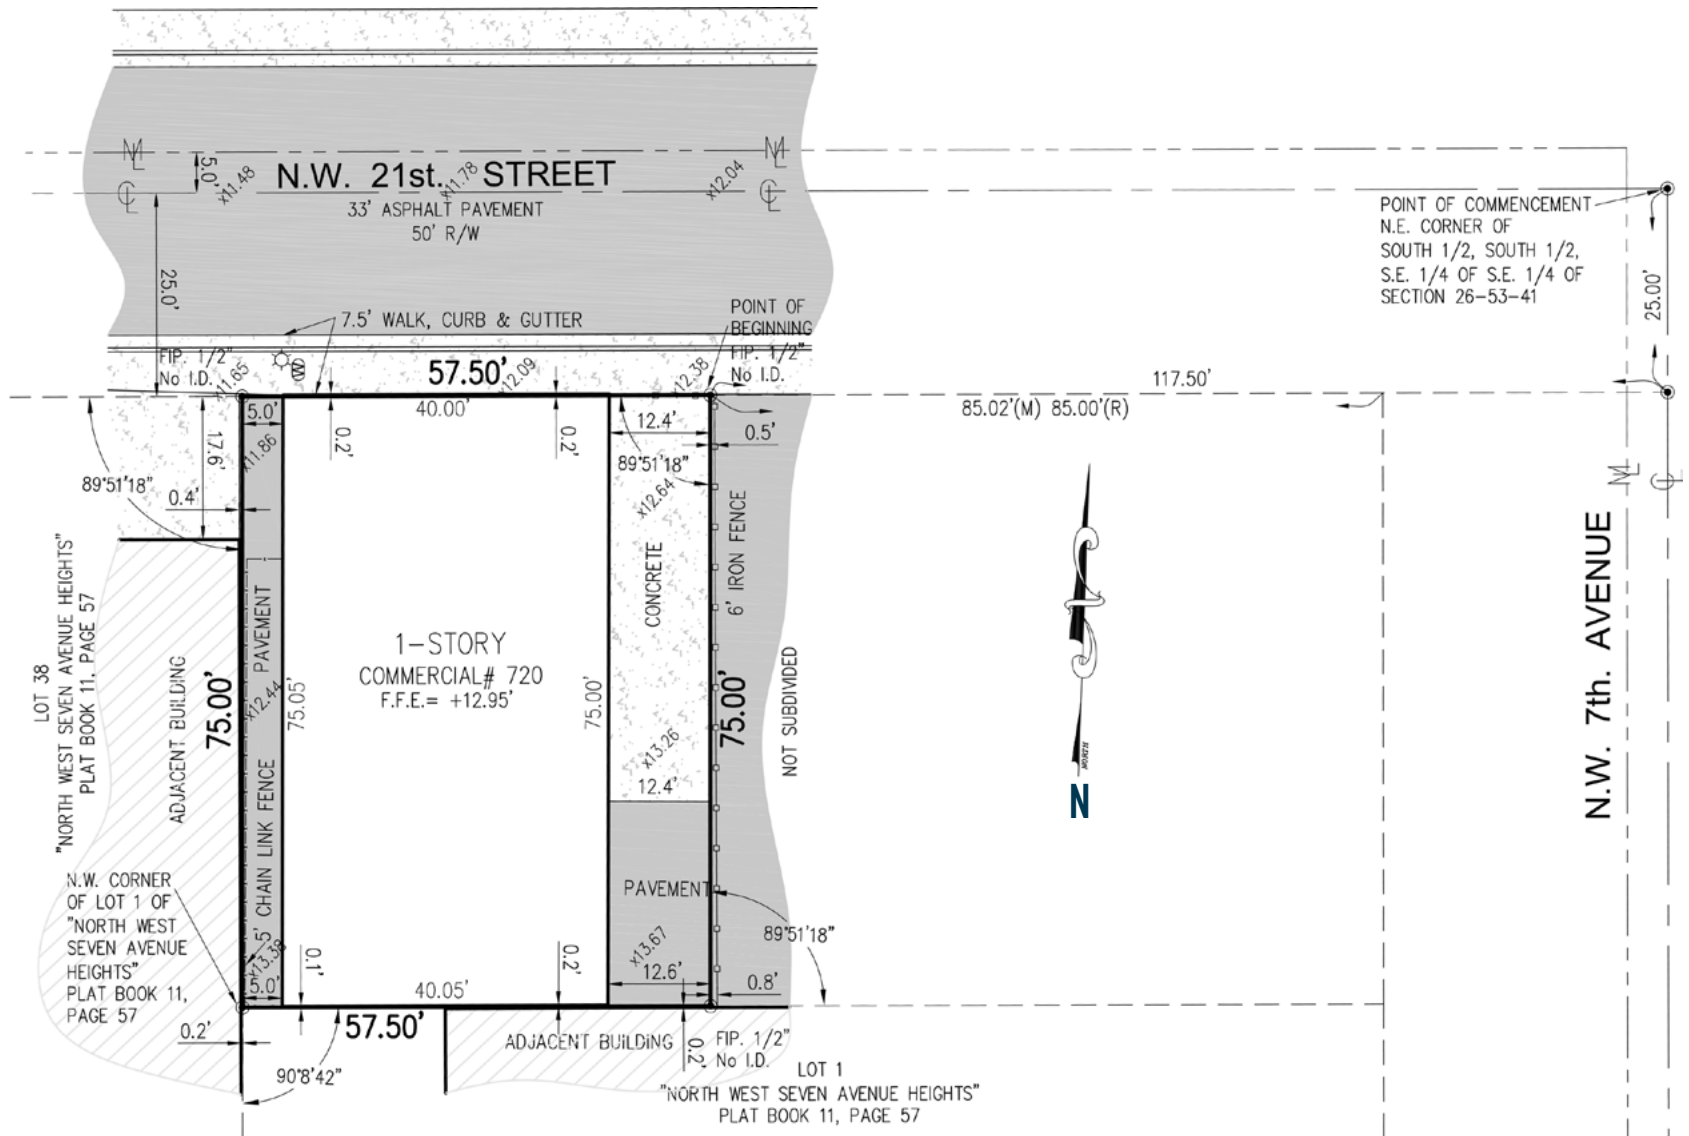 M
L
M
L
5.0'
N.W. 21st. STREET
x11.48
x11.78
x12.04
C
L
C
L
33' ASPHALT PAVEMENT
50' R/W
25.0'
POINT OF COMMENCEMENT
N.E. CORNER OF
SOUTH 1/2, SOUTH 1/2,
S.E. 1/4 OF S.E. 1/4 OF
SECTION 26-53-41
25.00'
7.5' WALK, CURB & GUTTER
POINT OF
BEGINNING
FIP. 1/2"
No I.D.
x11.65
57.50'
x12.09
x12.38
FIP. 1/2"
No I.D.
117.50'
85.02'(M) 85.00'(R)
5.0'
40.00'
12.4'
0.5'
17.6'
x11.86
0.2'
0.2'
89°51'18"
89°51'18"
0.4'
x12.64
M
L
C
L
6' IRON FENCE
CONCRETE
LOT 38
"NORTH WEST SEVEN AVENUE HEIGHTS"
PLAT BOOK 11, PAGE 57
ADJACENT BUILDING
75.00'
PAVEMENT
x12.44
75.05'
1-STORY
COMMERCIAL# 720
F.F.E.= +12.95'
75.00'
x13.26
75.00'
NOT SUBDIVIDED
N.W. 7th. AVENUE
N
12.4'
5' CHAIN LINK FENCE
N.W. CORNER
OF LOT 1 OF
"NORTH WEST
SEVEN AVENUE
HEIGHTS"
PLAT BOOK 11,
PAGE 57
PAVEMENT
x13.38
x13.67
89°51'18"
5.0'
0.1'
40.05'
0.2'
12.6'
0.8'
0.2'
57.50'
ADJACENT BUILDING
0.2'
FIP. 1/2"
No I.D.
90°8'42"
LOT 1
"NORTH WEST SEVEN AVENUE HEIGHTS"
PLAT BOOK 11, PAGE 57